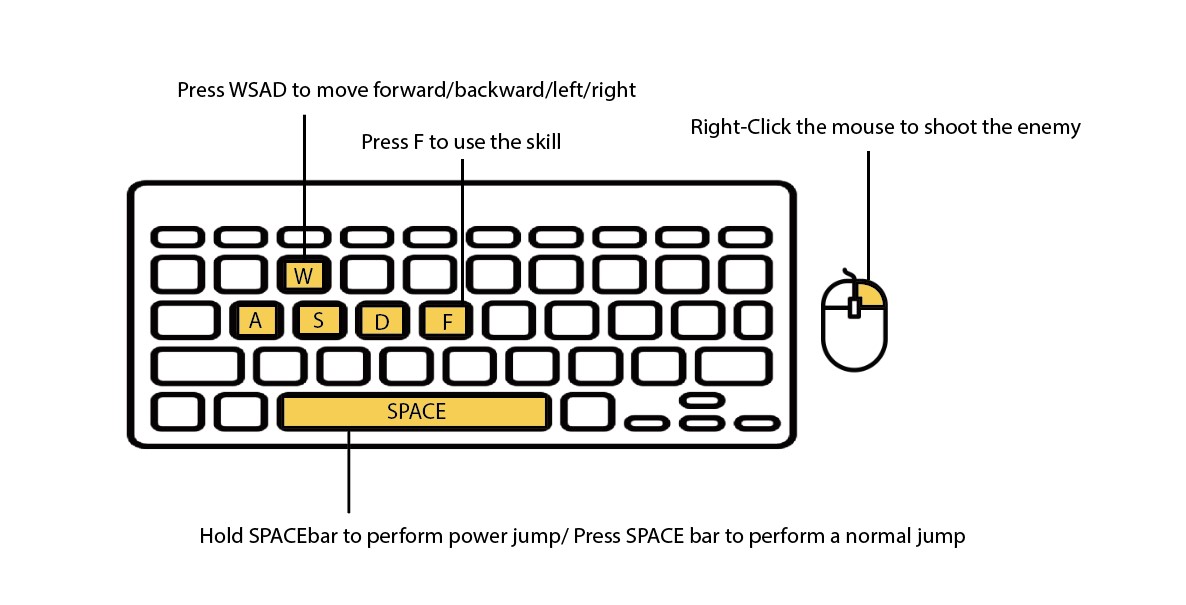 Press WSAD to move forward/backward/left/right
Right-Click the mouse to shoot the enemy
Press F to use the skill
W
A S D F
SPACE
Hold SPACEbar to perform power jump/ Press SPACE bar to perform a normal jump